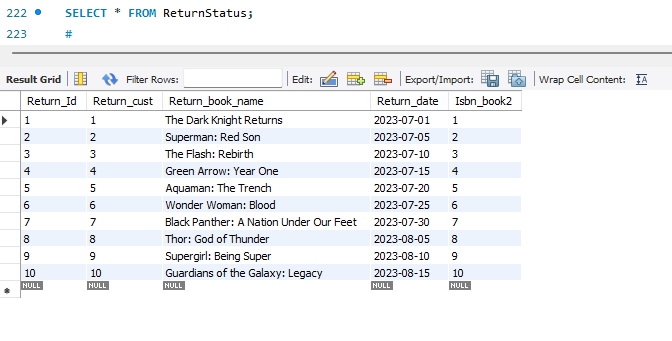 222 SELECT * FROM ReturnStatus;
223 #
Result Grid Filter Rows: Edit: Export/Import: Wrap Cell Content: IA
Return_Id Return_cust Return_book_name Return_date Isbn_book2
1 1 The Dark Knight Returns 2023-07-01 1
2 2 Superman: Red Son 2023-07-05 2
3 3 The Flash: Rebirth 2023-07-10 3
4 4 Green Arrow: Year One 2023-07-15 4
5 5 Aquaman: The Trench 2023-07-20 5
6 6 Wonder Woman: Blood 2023-07-25 6
7 7 Black Panther: A Nation Under Our Feet 2023-07-30 7
8 8 Thor: God of Thunder 2023-08-05 8
9 9 Supergirl: Being Super 2023-08-10 9
10 10 Guardians of the Galaxy: Legacy 2023-08-15 10
NULL NULL NULL NULL NULL